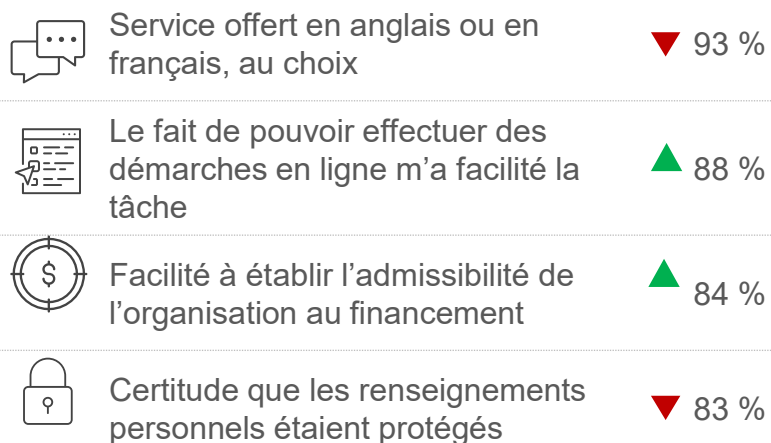 Service offert en anglais ou en
français, au choix
93 %
Le fait de pouvoir effectuer des
démarches en ligne m’a facilité la
tâche
88 %
$
Facilité à établir l’admissibilité de
l’organisation au financement
84 %
Certitude que les renseignements
personnels étaient protégés
83 %